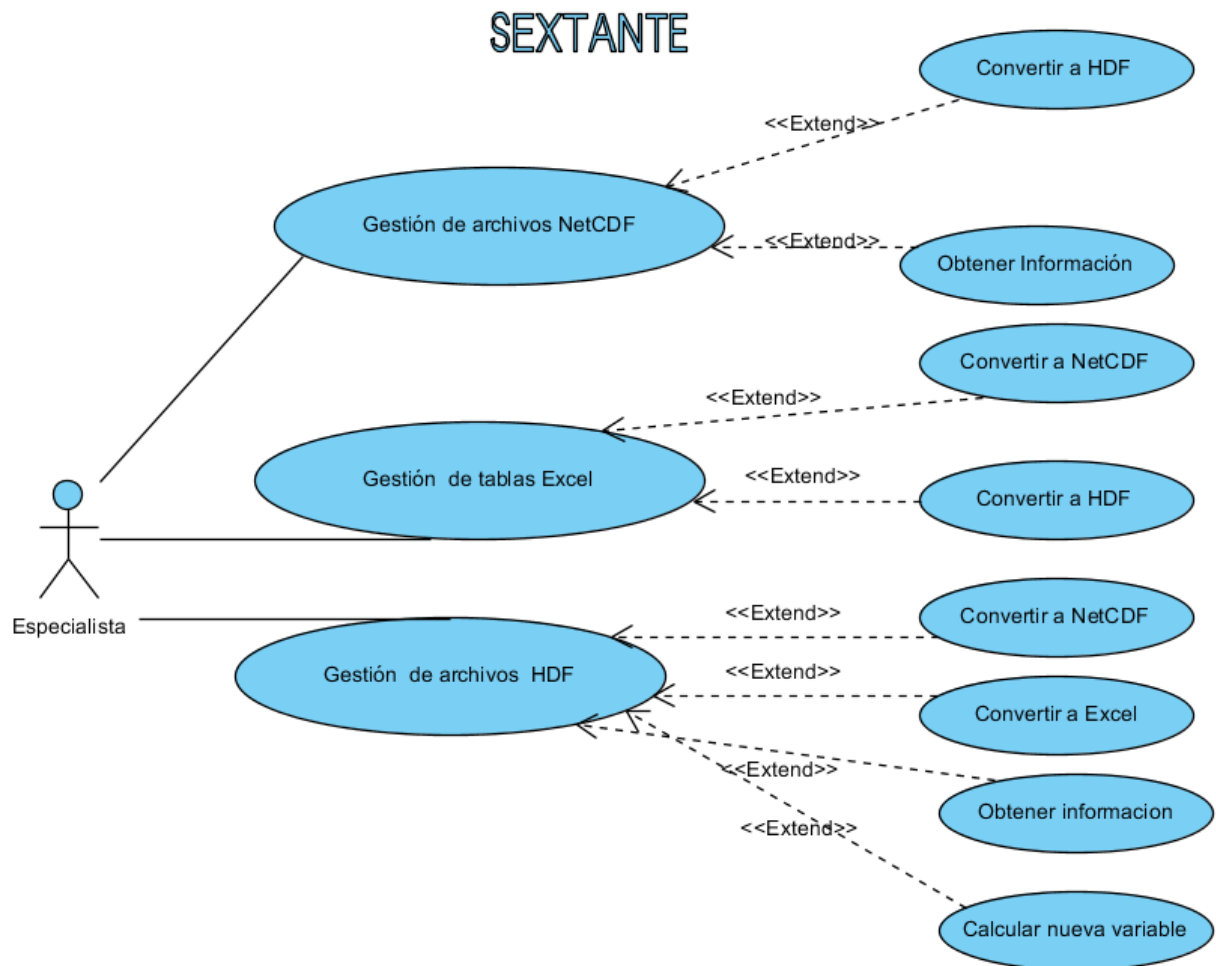 SEXTANTE
Convertir a HDF
<<Extend>>
Gestión de archivos NetCDF
<<Extend>>
Obtener Información
Convertir a NetCDF
<<Extend>>
Gestión de tablas Excel
<<Extend>>
Convertir a HDF
Especialista
<<Extend>>
Convertir a NetCDF
Gestión de archivos HDF
<<Extend>>
Convertir a Excel
<<Extend>>
Obtener informacion
<<Extend>>
Calcular nueva variable